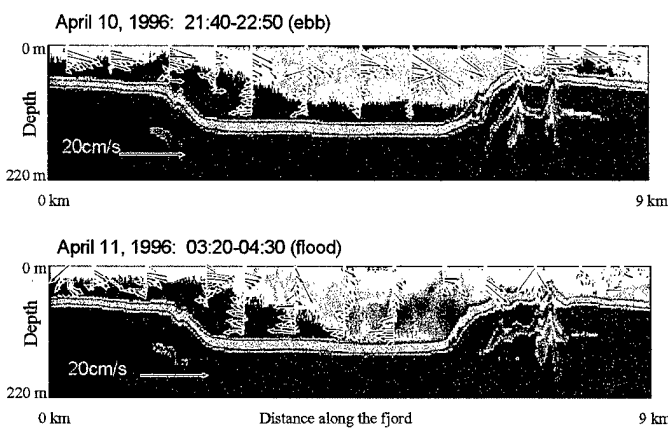 April 10, 1996: 21:40-22:50 (ebb)
0 m
Depth
20cm/s
220 m
0 km
9 km
April 11, 1996: 03:20-04:30 (flood)
0 m
Depth
20cm/s
220 m
0 km
Distance along the fjord
9 km